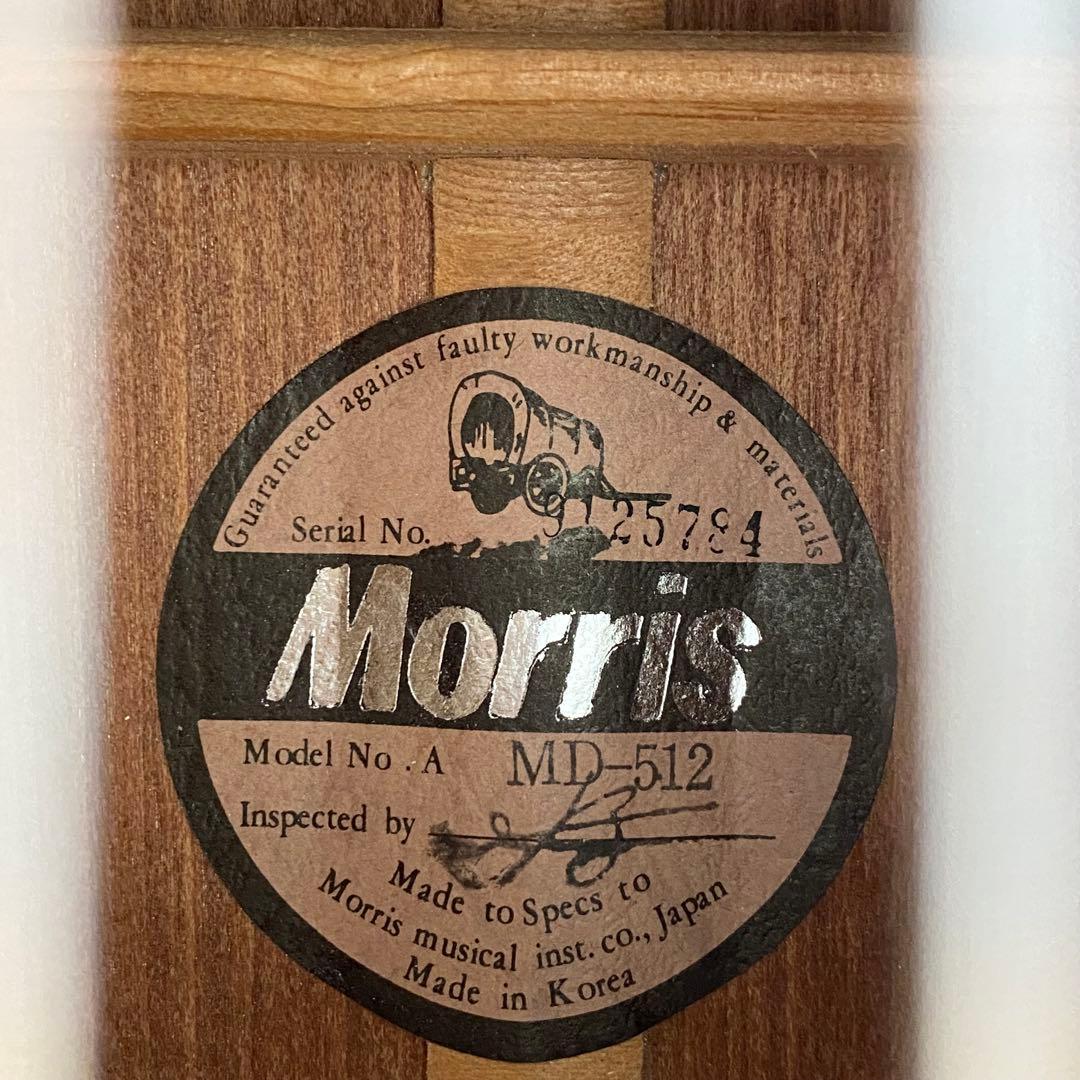 Guaranteed against faulty workmanship & materials
Serial No. 9125784
Morris
Model No . A MD-512
Inspected by
Made to Specs to
Morris musical inst. co., Japan
Made in Korea